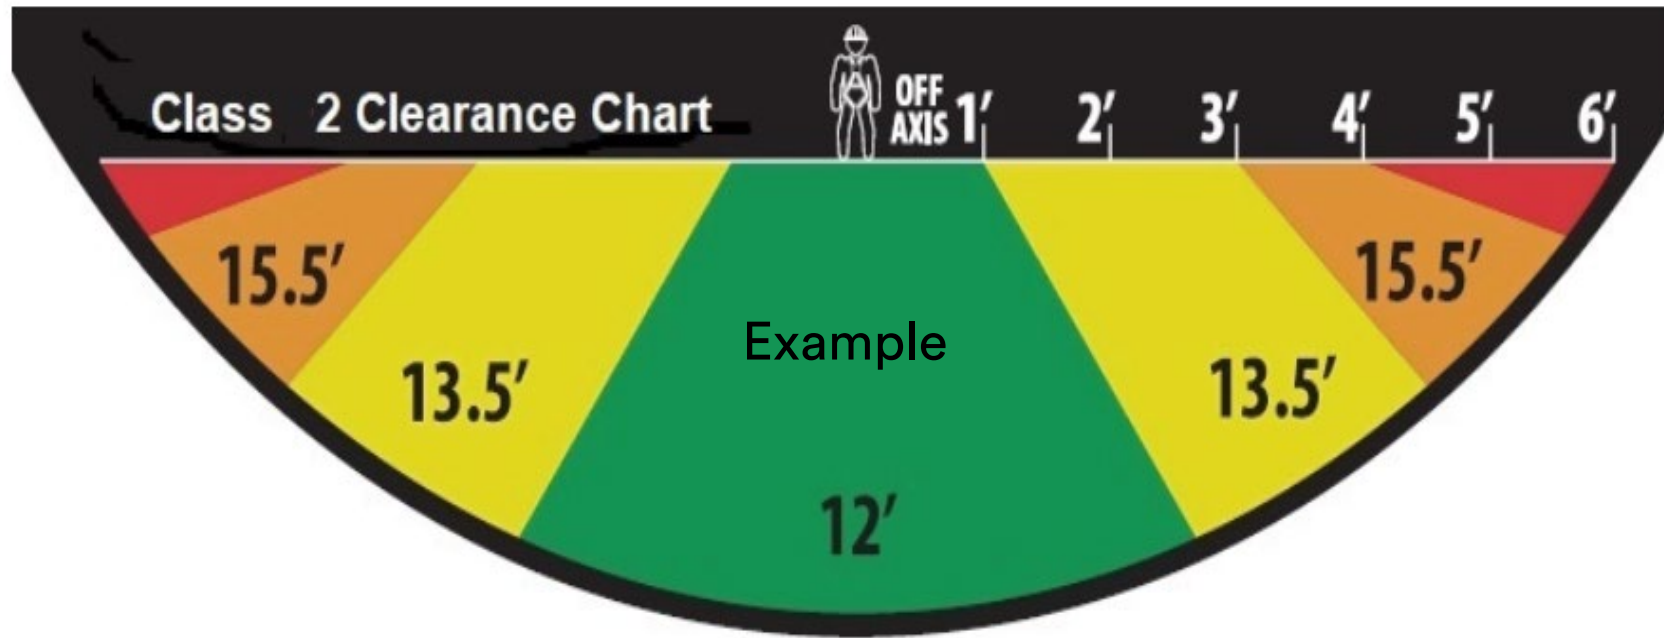 Class 2 Clearance Chart
OFF
AXIS 1′ 2′ 3′ 4′ 5′ 6′
15.5′ 15.5′
Example
13.5′ 13.5′
12′